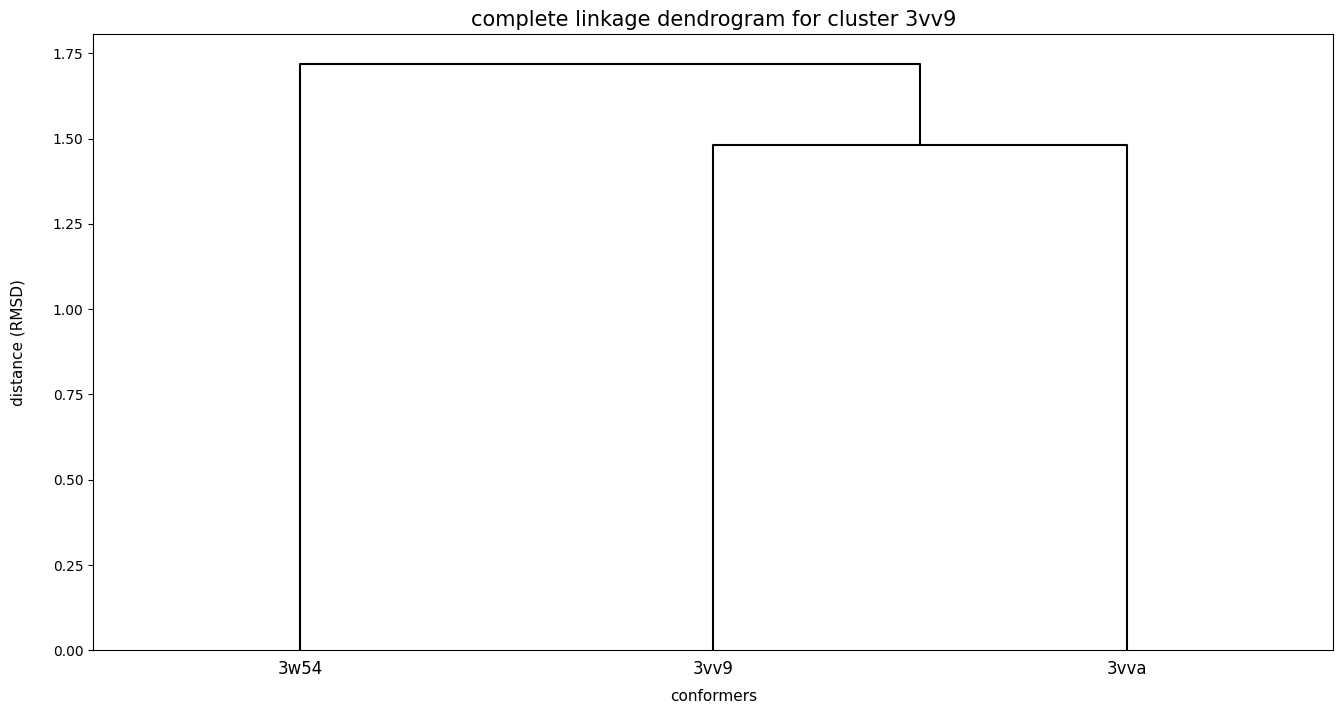 complete linkage dendrogram for cluster 3vv9
1.75
1.50
1.25
1.00
0.75
0.50
0.25
0.00
distance (RMSD)
3w54 3vv9 3vva
conformers